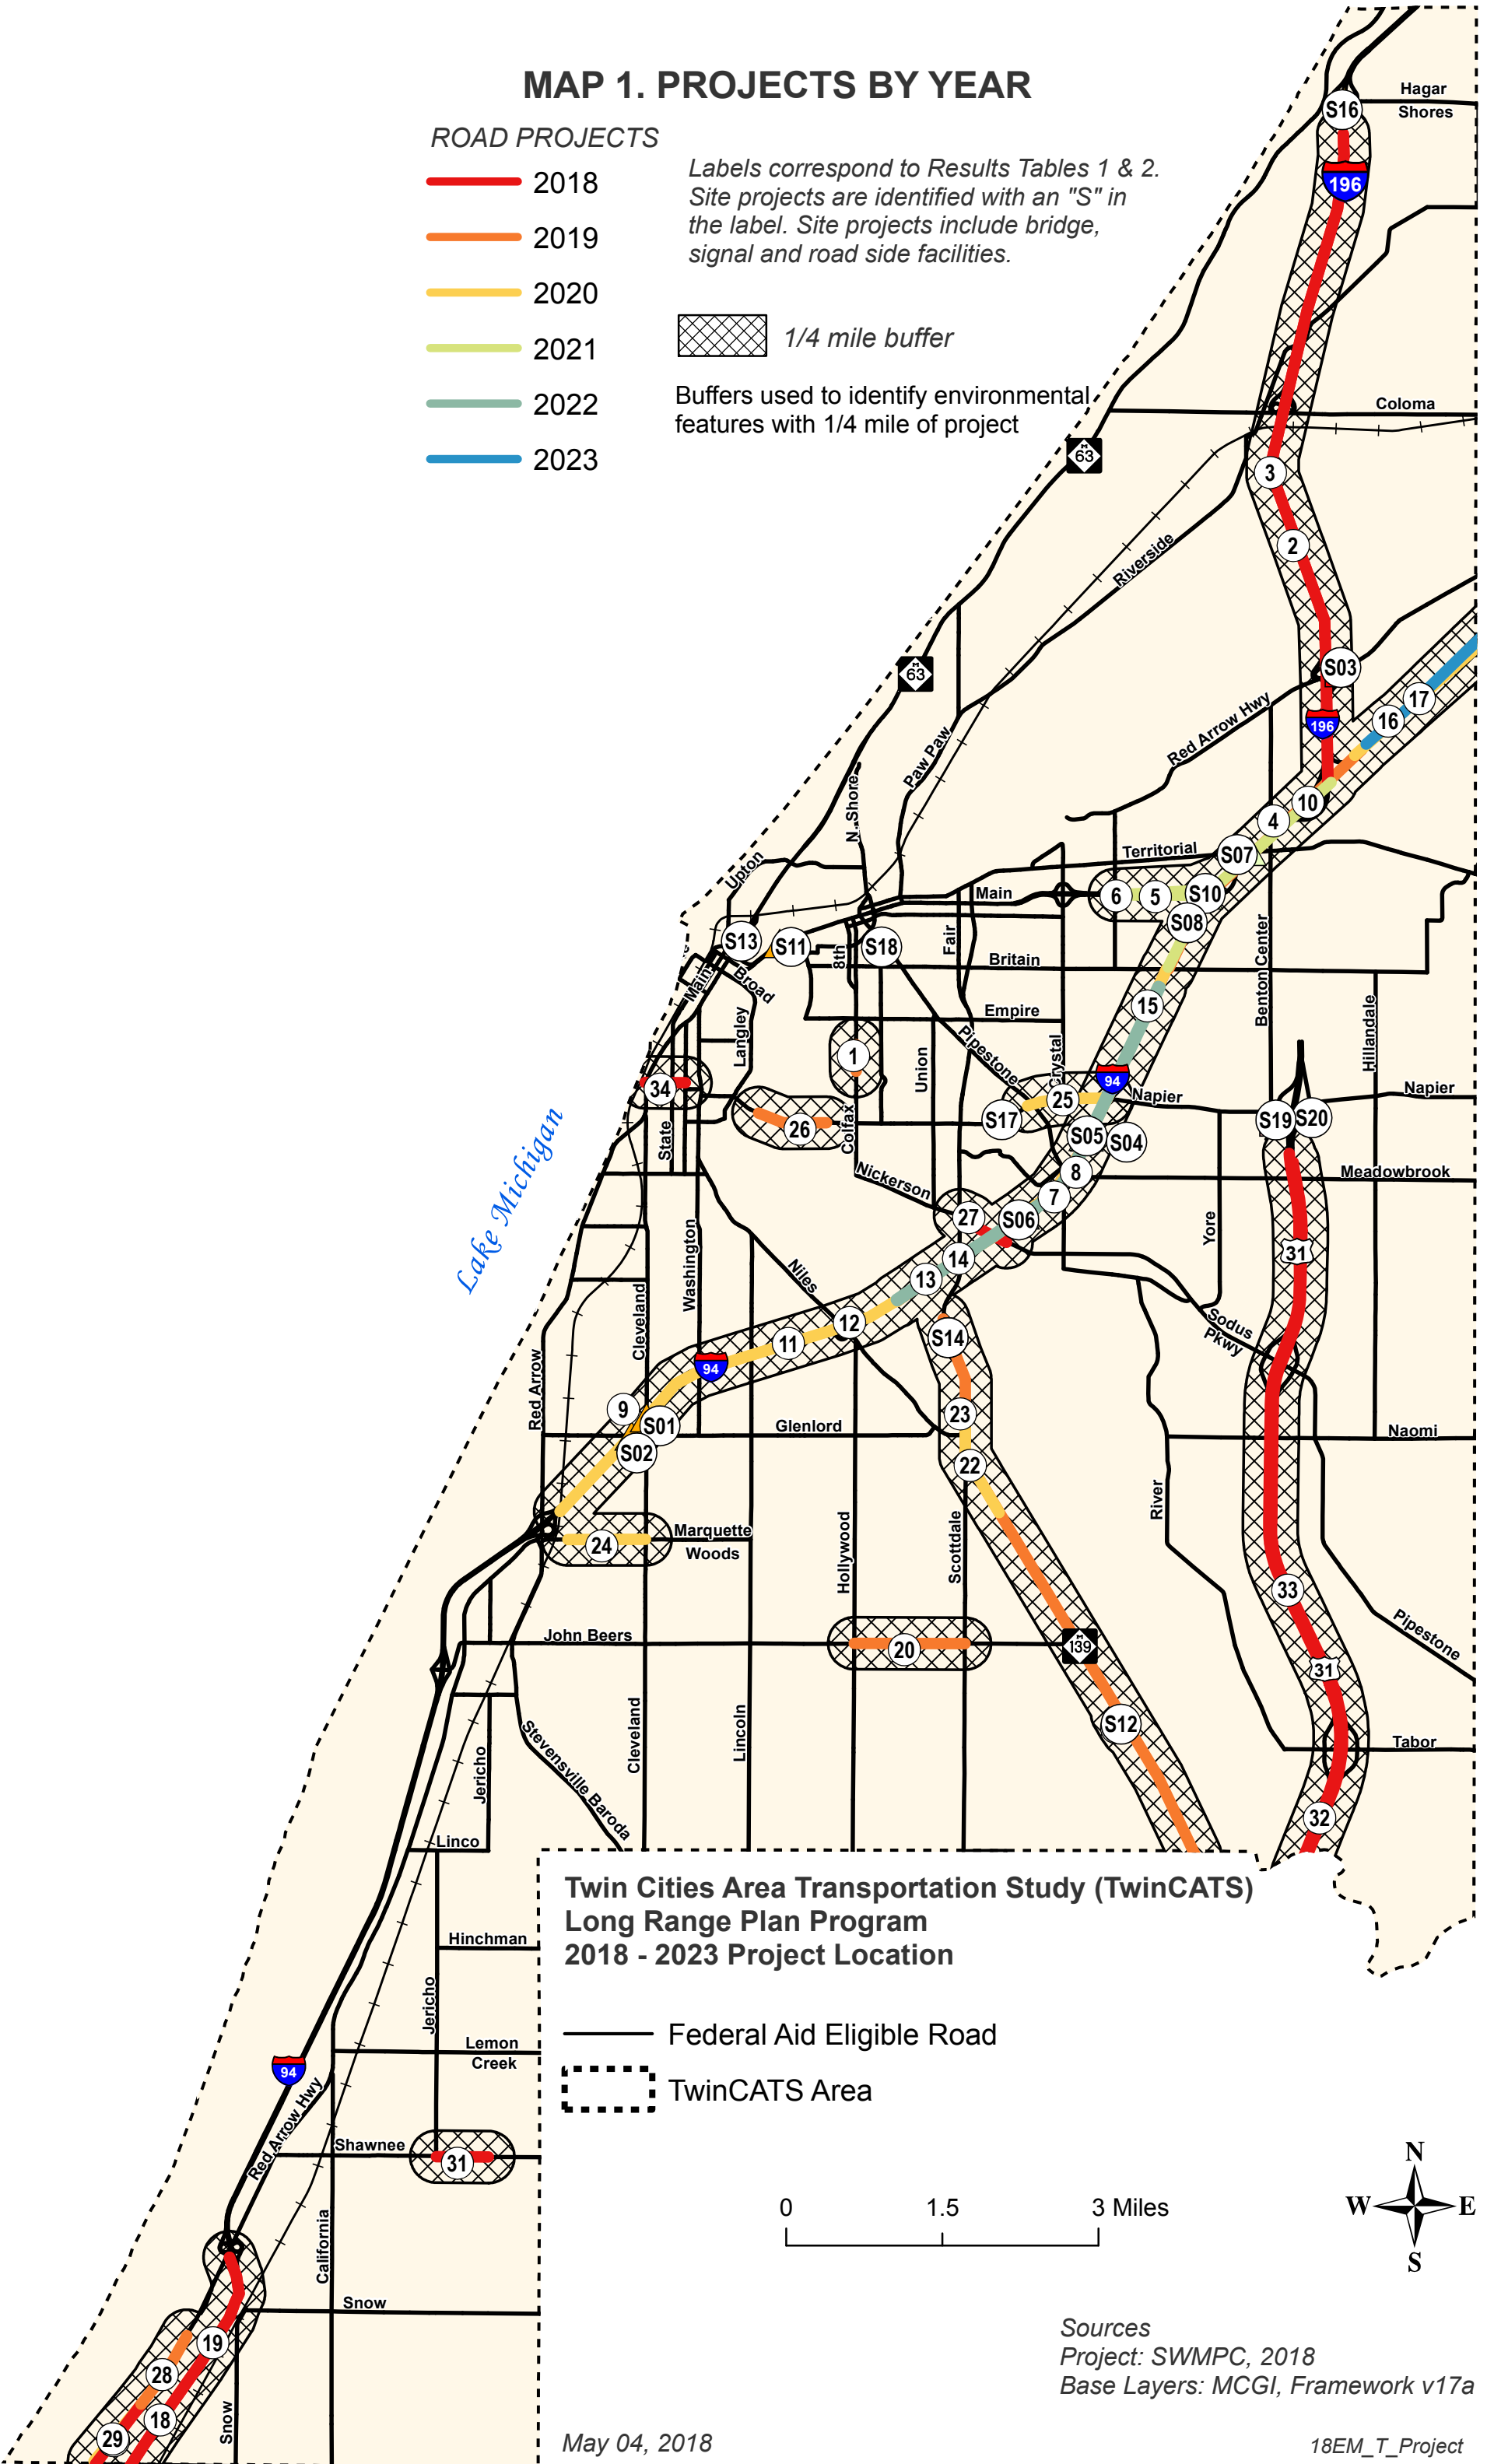 MAP 1. PROJECTS BY YEAR
ROAD PROJECTS
2018
2019
2020
2021
2022
2023
Labels correspond to Results Tables 1 & 2.
Site projects are identified with an "S" in
the label. Site projects include bridge,
signal and road side facilities.
1/4 mile buffer
Buffers used to identify environmental
features with 1/4 mile of project
Hagar
Shores
S16
196
Coloma
M
63
3
2
Riverside
S03
M
63
17
16
196
Red Arrow Hwy
Paw Paw
N. Shore
10
4
Territorial
S07
Upton
Main
6
5
S10
S08
S13
S11
8th
S18
Fair
Britain
Benton Center
Main
Broad
15
Empire
Hillandale
Langley
Pipestone
Crystal
1
Union
94
34
25
Napier
Napier
S17
S19
S20
26
Colfax
State
S05
S04
Lake Michigan
8
Meadowbrook
Nickerson
7
27
S06
Yore
31
Washington
14
Niles
13
Cleveland
12
11
S14
Sodus
Pkwy
94
Red Arrow
9
S01
23
Glenlord
Naomi
S02
22
River
Marquette
Woods
24
Hollywood
Scottdale
33
Pipestone
John Beers
20
M
139
31
S12
Stevensville Baroda
Cleveland
Lincoln
Jericho
Tabor
32
Linco
Twin Cities Area Transportation Study (TwinCATS)
Long Range Plan Program
2018 - 2023 Project Location
Hinchman
Jericho
Federal Aid Eligible Road
Lemon
Creek
94
TwinCATS Area
Red Arrow Hwy
Shawnee
31
N
W
E
S
0
1.5
3 Miles
California
Snow
19
28
18
29
Snow
Sources
Project: SWMPC, 2018
Base Layers: MCGI, Framework v17a
May 04, 2018
18EM_T_Project